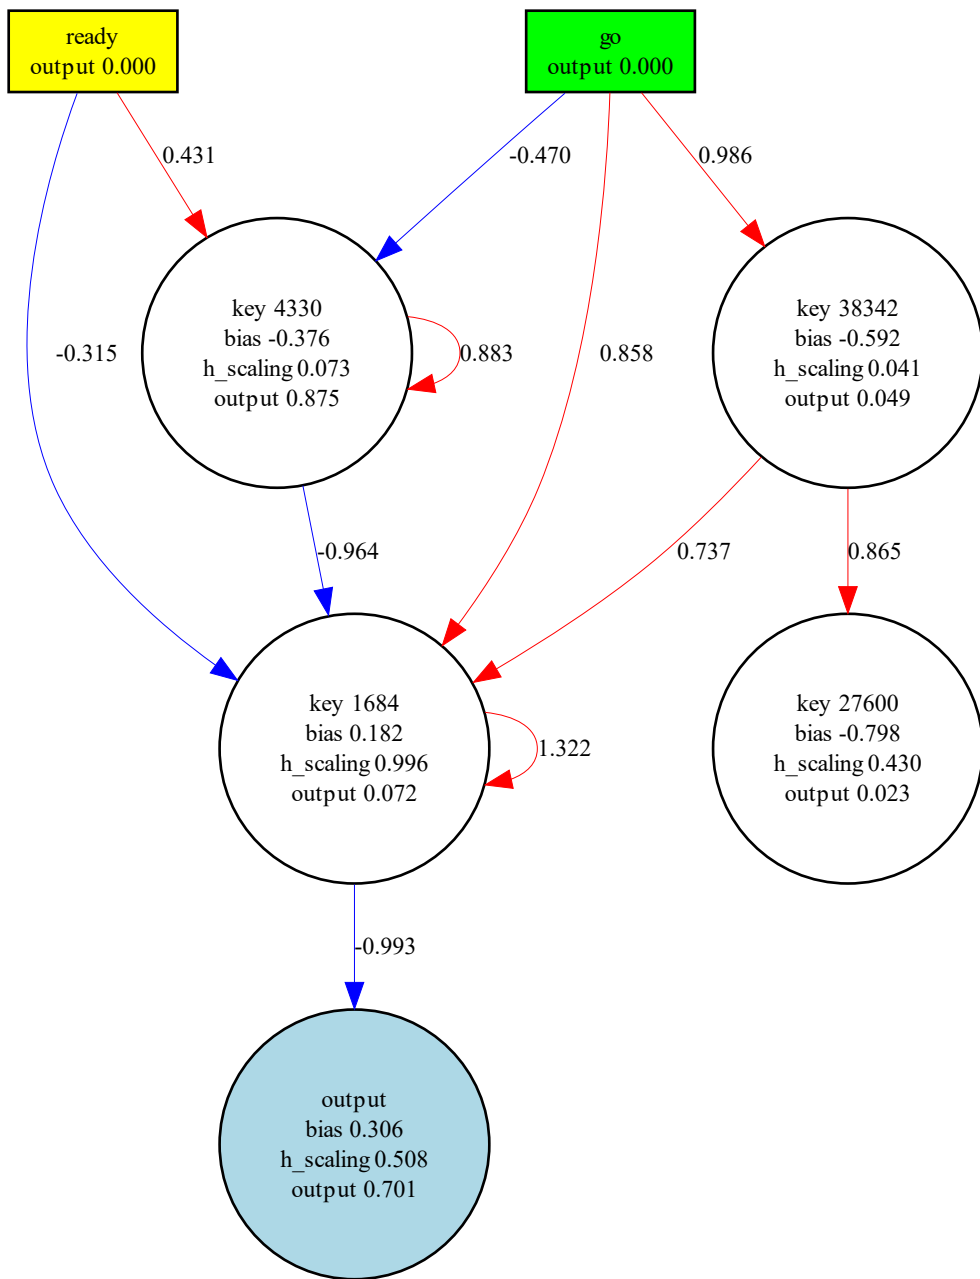 ready
output 0.000
go
output 0.000
0.431
-0.470
0.986
key 4330
bias -0.376
h_scaling 0.073
output 0.875
key 38342
bias -0.592
h_scaling 0.041
output 0.049
-0.315
0.883
0.858
-0.964
0.737
0.865
key 1684
bias 0.182
h_scaling 0.996
output 0.072
1.322
key 27600
bias -0.798
h_scaling 0.430
output 0.023
-0.993
output
bias 0.306
h_scaling 0.508
output 0.701